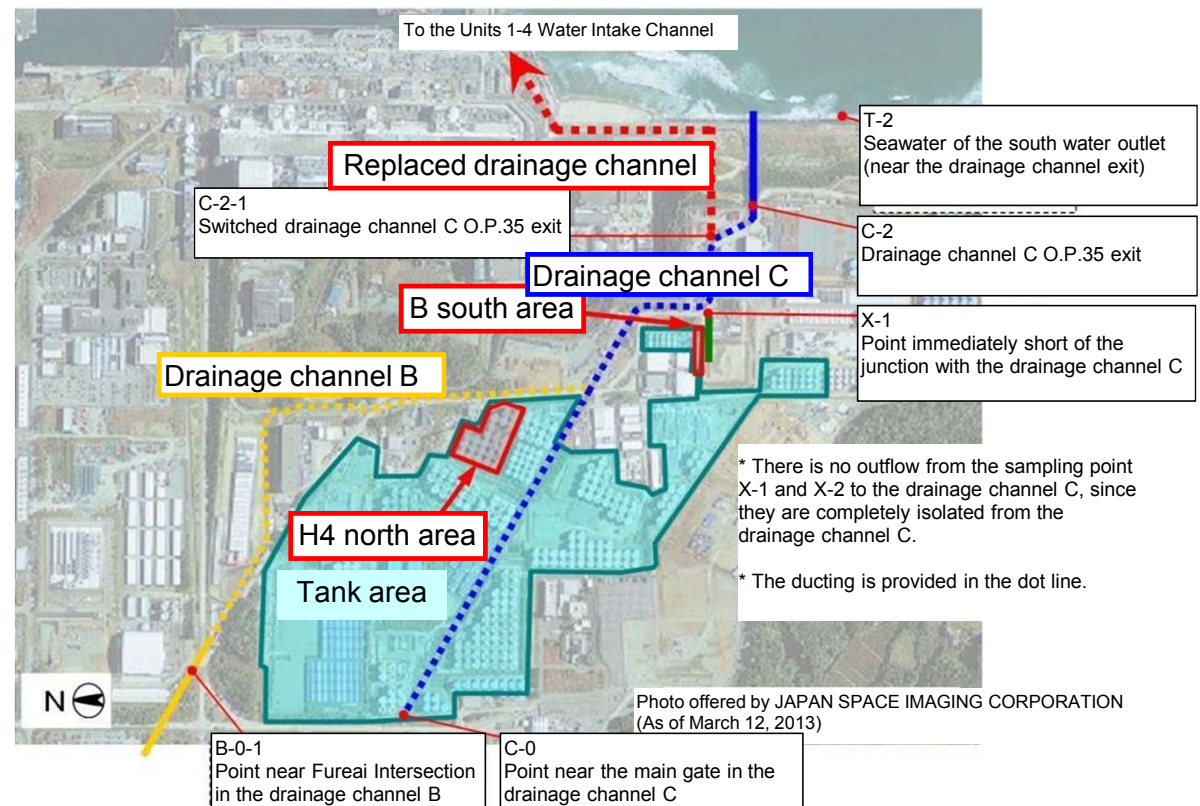 To the Units 1-4 Water Intake Channel
T-2
Seawater of the south water outlet
(near the drainage channel exit)
Replaced drainage channel
C-2-1
Switched drainage channel C O.P.35 exit
C-2
Drainage channel C O.P.35 exit
Drainage channel C
B south area
X-1
Point immediately short of the
junction with the drainage channel C
Drainage channel B
* There is no outflow from the sampling point
X-1 and X-2 to the drainage channel C, since
they are completely isolated from the
drainage channel C.
* The ducting is provided in the dot line.
H4 north area
Tank area
N
Photo offered by JAPAN SPACE IMAGING CORPORATION
(As of March 12, 2013)
B-0-1
Point near Fureai Intersection
in the drainage channel B
C-0
Point near the main gate in the
drainage channel C